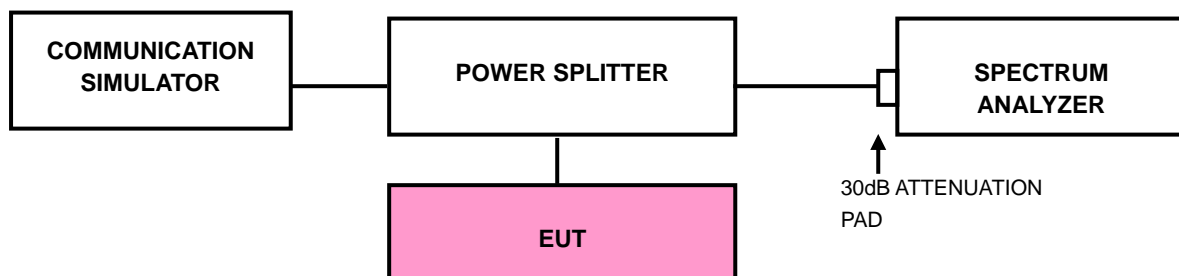 COMMUNICATION
SIMULATOR
POWER SPLITTER
SPECTRUM
ANALYZER
30dB ATTENUATION
PAD
EUT